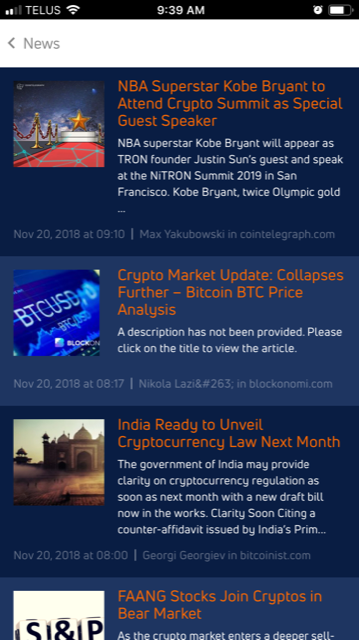 TELUS 9:39 AM
News
NBA Superstar Kobe Bryant to
Attend Crypto Summit as Special
Guest Speaker
NBA superstar Kobe Bryant will appear as
TRON founder Justin Sun's guest and speak
at the NiTRON Summit 2019 in San
Francisco. Kobe Bryant, twice Olympic gold
...
Nov 20, 2018 at 09:10 | Max Yakubowski in cointelegraph.com
BTCUSD
BTC/USD
BLOCKON
Crypto Market Update: Collapses
Further – Bitcoin BTC Price
Analysis
A description has not been provided. Please
click on the title to view the article.
Nov 20, 2018 at 08:17 | Nikola Lazi&#263; in blockonomi.com
India Ready to Unveil
Cryptocurrency Law Next Month
The government of India may provide
clarity on cryptocurrency regulation as
soon as next month with a new draft bill
now in the works. Clarity Soon Citing a
counter-affidavit issued by India's Prim...
Nov 20, 2018 at 08:00 | Georgi Georgiev in bitcoinist.com
S&P
FAANG Stocks Join Cryptos in
Bear Market
As the crypto market enters a deeper sell-